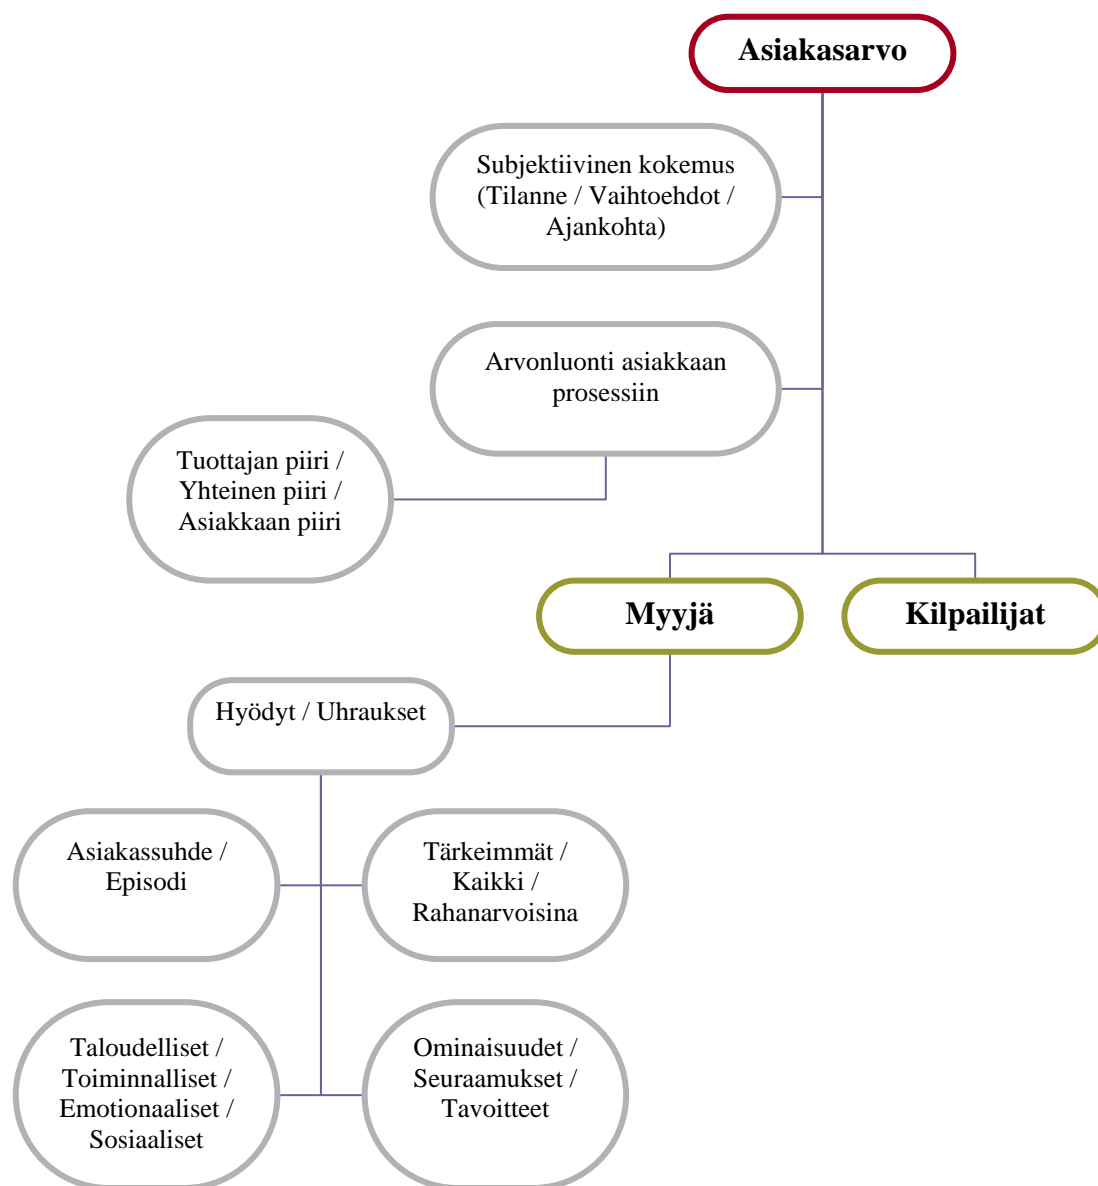 Asiakasarvo
Subjektiivinen kokemus
(Tilanne / Vaihtoehdot /
Ajankohta)
Arvonluonti asiakkaan
prosessiin
Tuottajan piiri /
Yhteinen piiri /
Asiakkaan piiri
Myyjä
Kilpailijat
Hyödyt / Uhraukset
Asiakassuhde /
Episodi
Tärkeimmät /
Kaikki /
Rahanarvoisina
Taloudelliset /
Toiminnalliset /
Emotionaaliset /
Sosiaaliset
Ominaisuudet /
Seuraamukset /
Tavoitteet